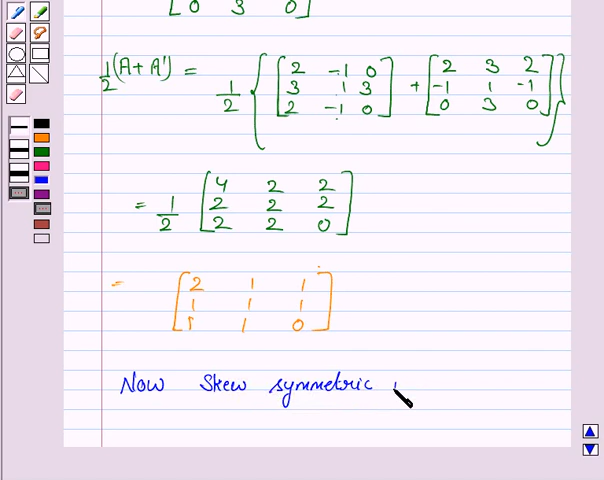 [0 3 0]
1/2 (A + A') = 1/2 { [2 -1 0 + [2 3 2
3 1 3 -1 1 -1
2 -1 0] 0 3 0] }
= 1/2 [4 2 2
2 2 2
2 2 0]
= [2 1 1
1 1 1
1 1 0]
Now Skew symmetric